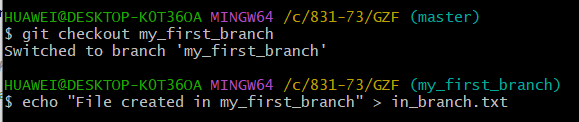 HUAWEI@DESKTOP-KOT36OA MINGW64 /c/831-73/GZF (master)
$ git checkout my_first_branch
Switched to branch 'my_first_branch'
HUAWEI@DESKTOP-KOT36OA MINGW64 /c/831-73/GZF (my_first_branch)
$ echo "File created in my_first_branch" > in_branch.txt